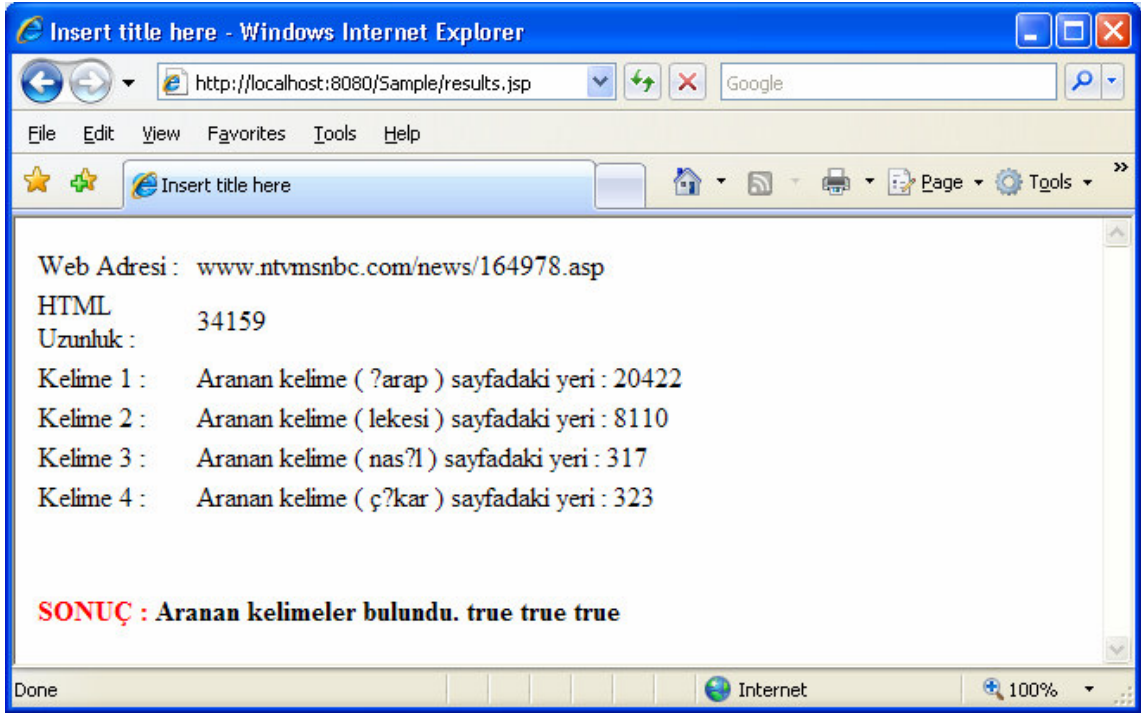 Insert title here - Windows Internet Explorer
http://localhost:8080/Sample/results.jsp
Google
File Edit View Favorites Tools Help
Insert title here
Page Tools »
Web Adresi : www.ntvmsnbc.com/news/164978.asp
HTML
Uzunluk : 34159
Kelime 1 : Aranan kelime ( ?arap ) sayfadaki yeri : 20422
Kelime 2 : Aranan kelime ( lekesi ) sayfadaki yeri : 8110
Kelime 3 : Aranan kelime ( nas?l ) sayfadaki yeri : 317
Kelime 4 : Aranan kelime ( ç?kar ) sayfadaki yeri : 323
SONUÇ : Aranan kelimeler bulundu. true true true
Done Internet 100%